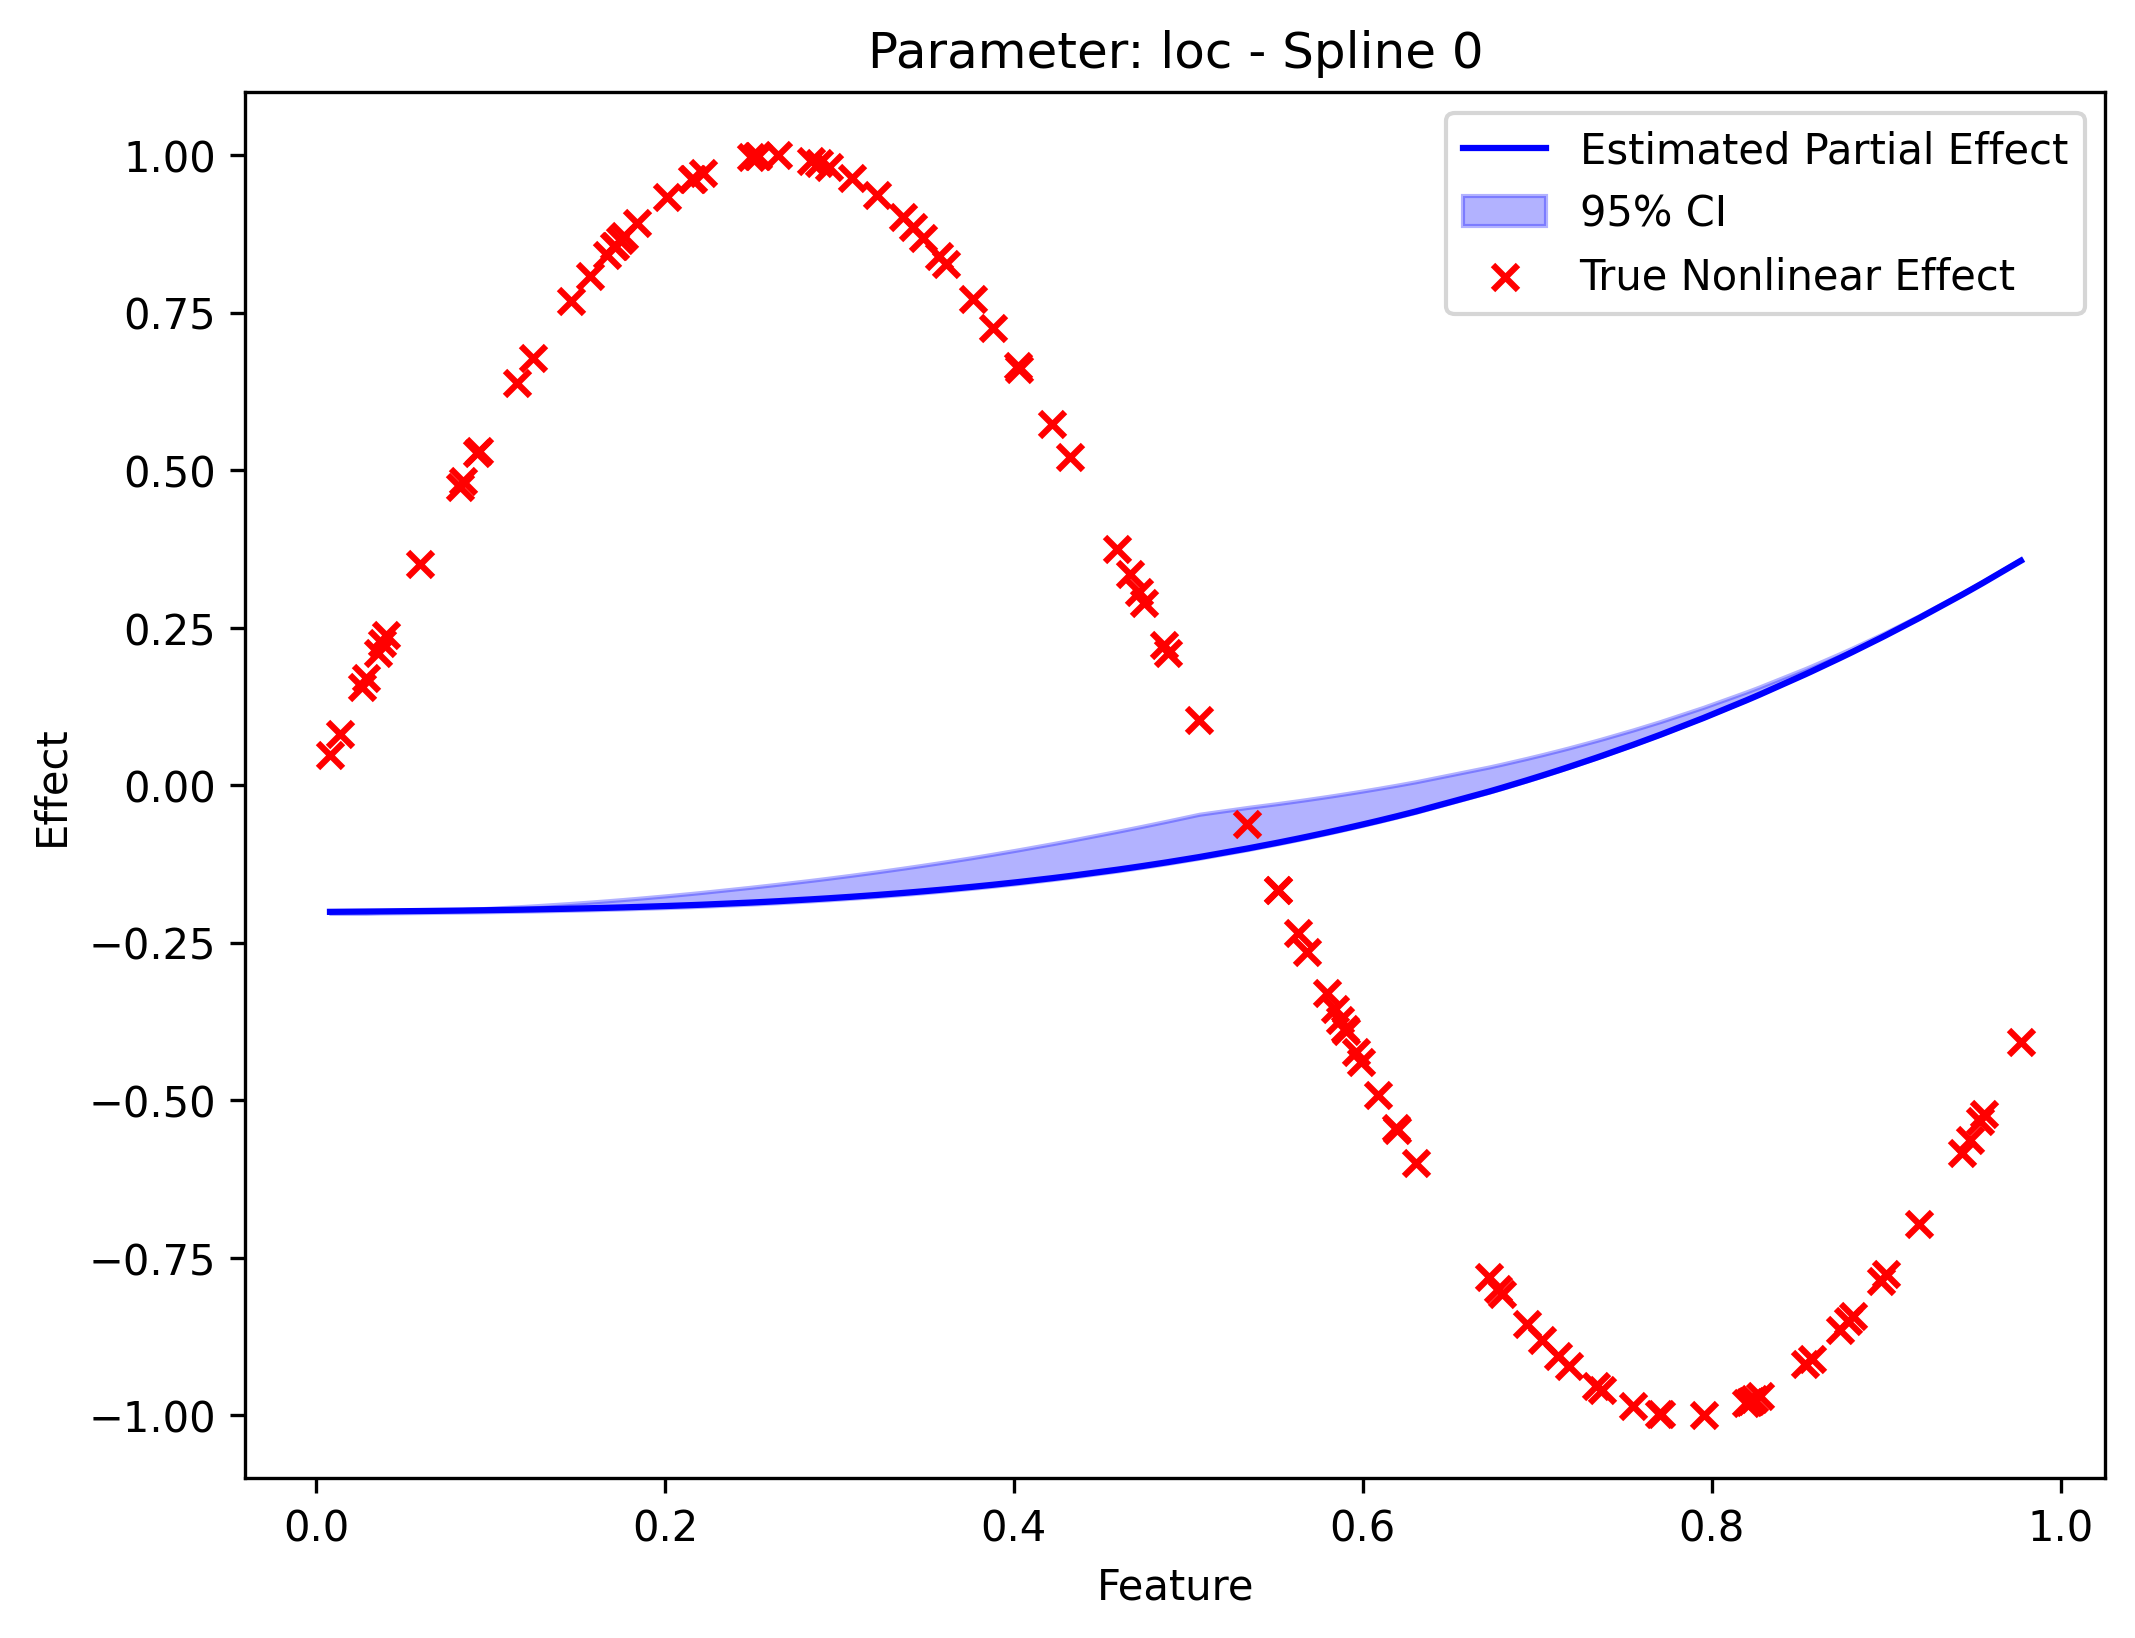 Parameter: loc - Spline 0
Estimated Partial Effect
95% CI
True Nonlinear Effect
1.00
0.75
0.50
0.25
0.00
−0.25
−0.50
−0.75
−1.00
Effect
0.0 0.2 0.4 0.6 0.8 1.0
Feature